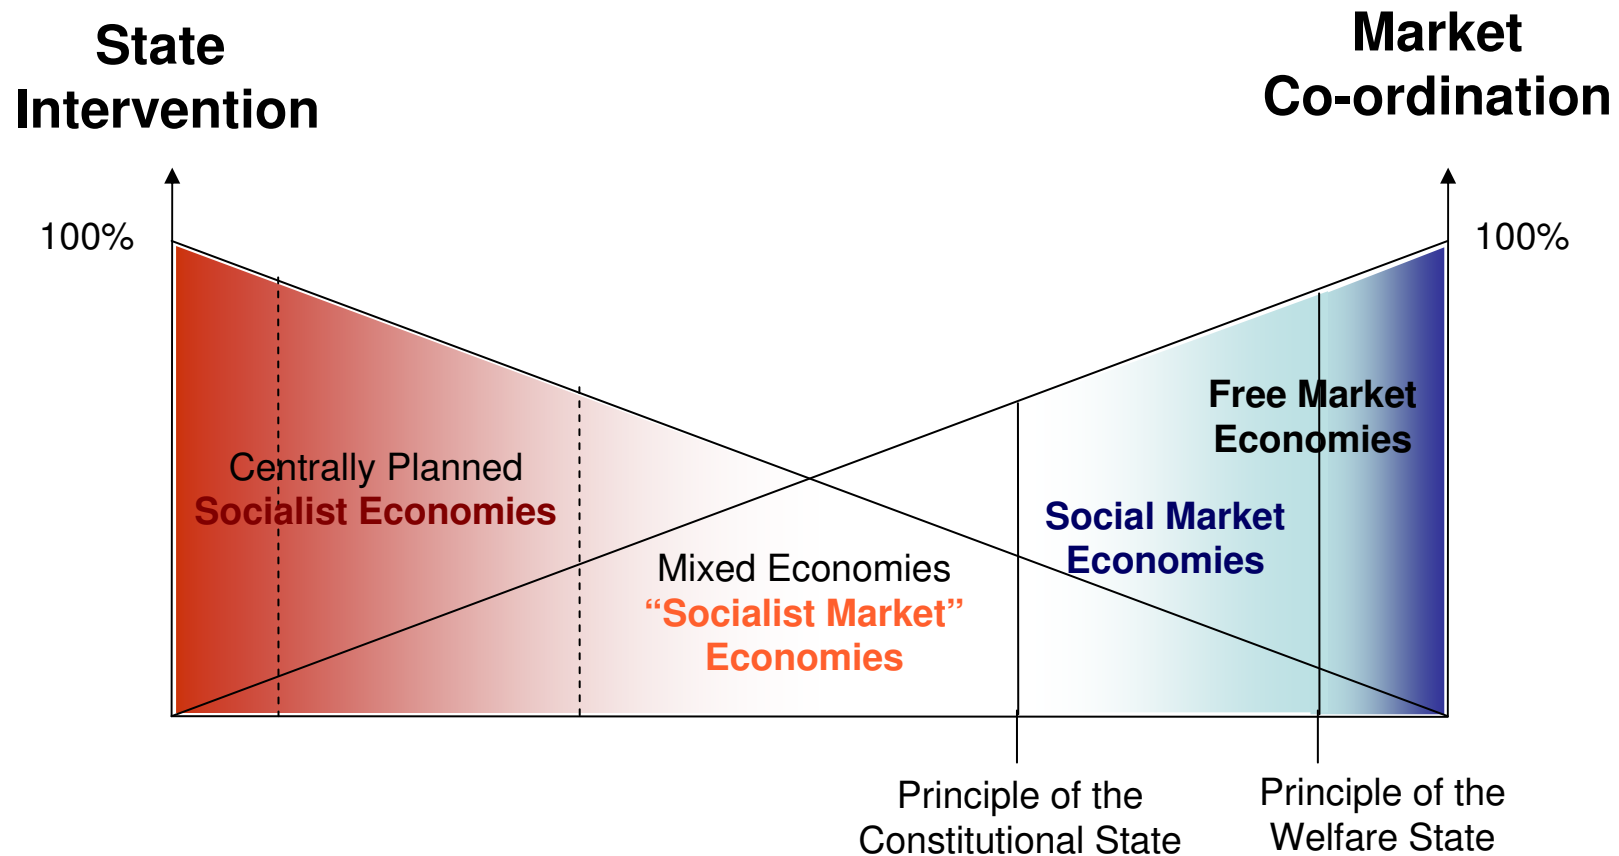 State
Intervention
Market
Co-ordination
100%
100%
Free Market
Economies
Centrally Planned
Socialist Economies
Social Market
Economies
Mixed Economies
“Socialist Market”
Economies
Principle of the
Constitutional State
Principle of the
Welfare State